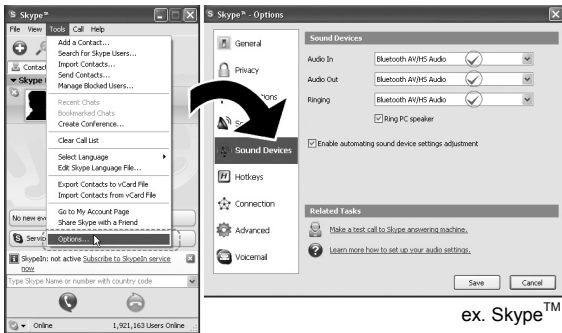 Skype™
File View Tools Call Help
Add a Contact...
Search for Skype Users...
Import Contacts...
Send Contacts...
Manage Blocked Users...
Recent Chats
Bookmarked Chats
Create Conference...
Clear Call List
Select Language
Edit Skype Language File...
Export Contacts to vCard File
Import Contacts from vCard File
Go to My Account Page
Share Skype with a Friend
Options...
Contac
Skype
No new eve
Servic
SkypeIn: not active Subscribe to SkypeIn service
now
Type Skype Name or number with country code
Online 1,921,163 Users Online
Skype™ - Options
General
Privacy
Sound Devices
Hotkeys
Connection
Advanced
Voicemail
Sound Devices
Audio In Bluetooth AV/HS Audio
Audio Out Bluetooth AV/HS Audio
Ringing Bluetooth AV/HS Audio
Ring PC speaker
Enable automating sound device settings adjustment
Related Tasks
Make a test call to Skype answering machine.
Learn more how to set up your audio settings.
Save Cancel
ex. Skype™